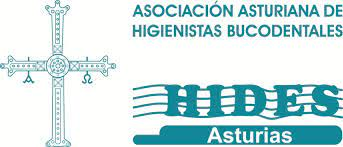 ASOCIACIÓN ASTURIANA DE
HIGIENISTAS BUCODENTALES
HIDES
Asturias